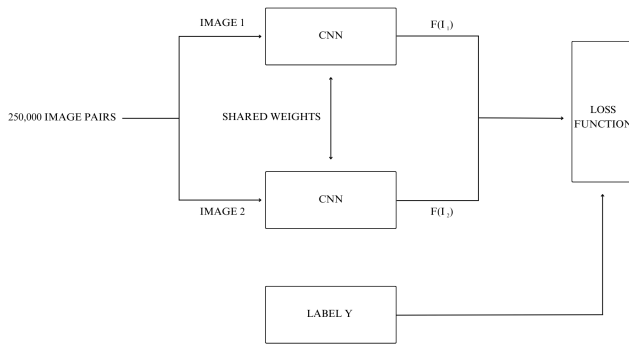 IMAGE 1
CNN
F(I₁)
250,000 IMAGE PAIRS
SHARED WEIGHTS
LOSS
FUNCTION
IMAGE 2
CNN
F(I₂)
LABEL Y